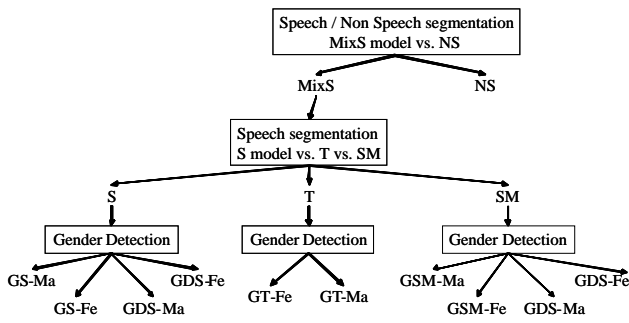 Speech / Non Speech segmentation
MixS model vs. NS
MixS
NS
Speech segmentation
S model vs. T vs. SM
S
T
SM
Gender Detection
Gender Detection
Gender Detection
GS-Ma
GS-Fe
GDS-Ma
GDS-Fe
GT-Fe
GT-Ma
GSM-Ma
GSM-Fe
GDS-Ma
GDS-Fe